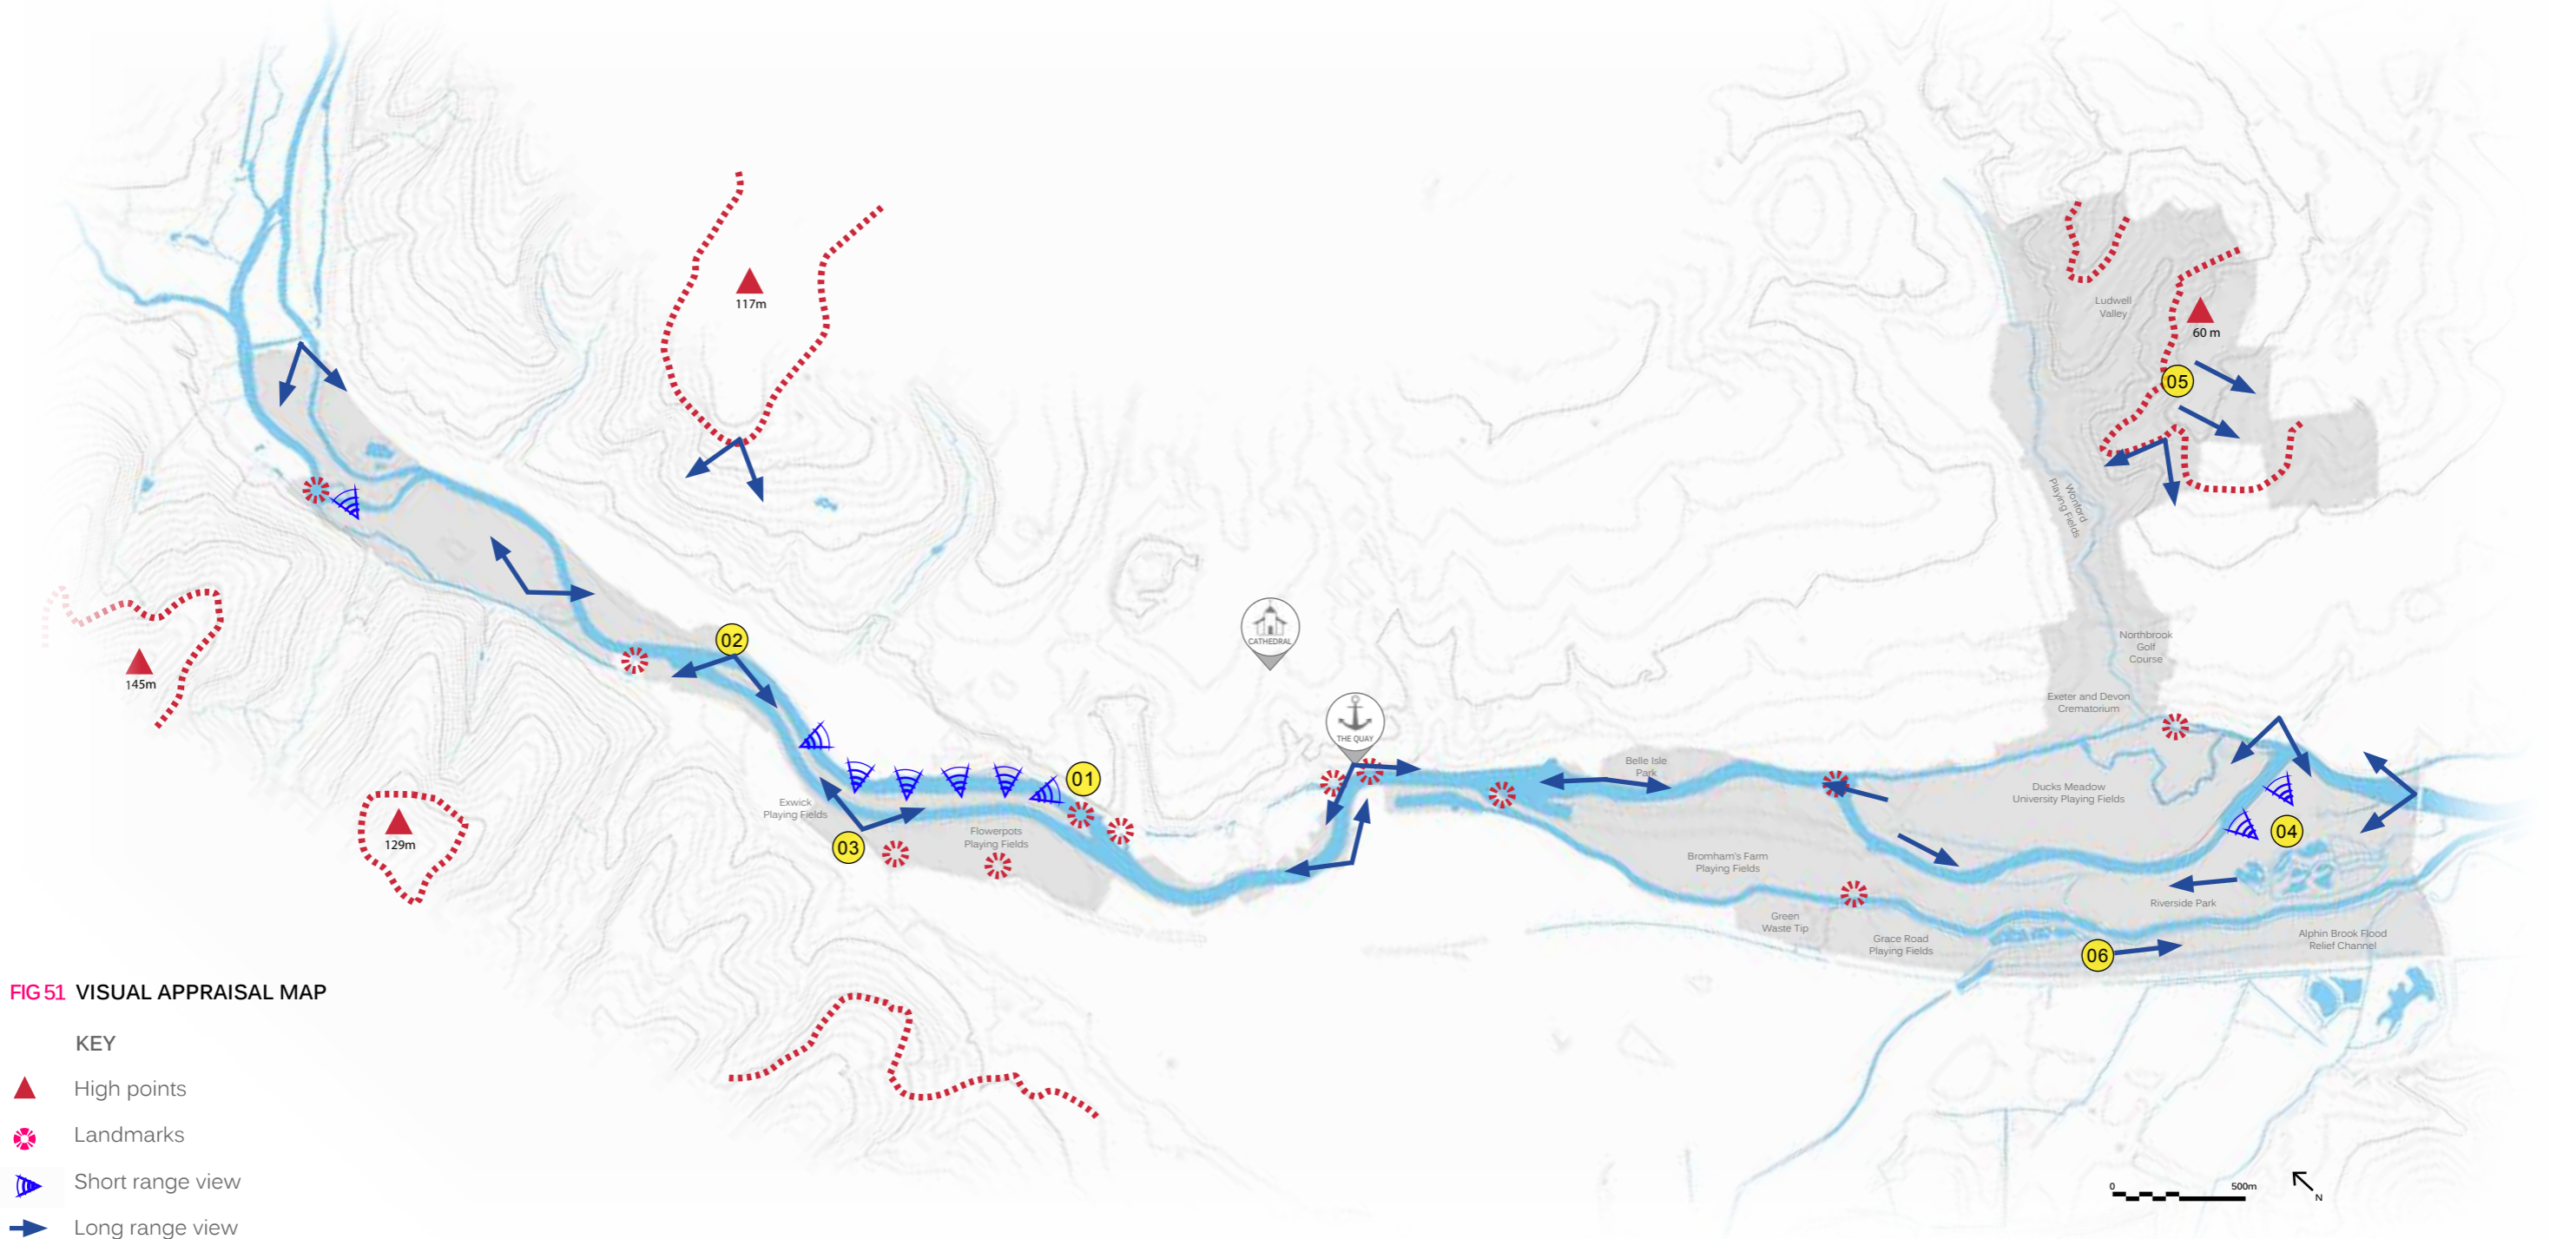 117m
Ludwell
Valley
60 m
05
Wonford
Playing Fields
02
145m
129m
CATHEDRAL
THE QUAY
01
Exwick
Playing Fields
03
Flowerpots
Playing Fields
Belle Isle
Park
Northbrook
Golf
Course
Exeter and Devon
Crematorium
Ducks Meadow
University Playing Fields
04
Bromham's Farm
Playing Fields
Riverside Park
Green
Waste Tip
Grace Road
Playing Fields
06
Alphin Brook Flood
Relief Channel
FIG 51 VISUAL APPRAISAL MAP
KEY
High points
Landmarks
Short range view
Long range view
0 500m
N